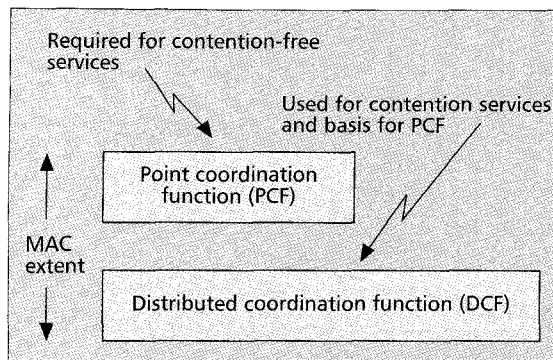 Required for contention-free
services
Used for contention services
and basis for PCF
Point coordination
function (PCF)
MAC
extent
Distributed coordination function (DCF)